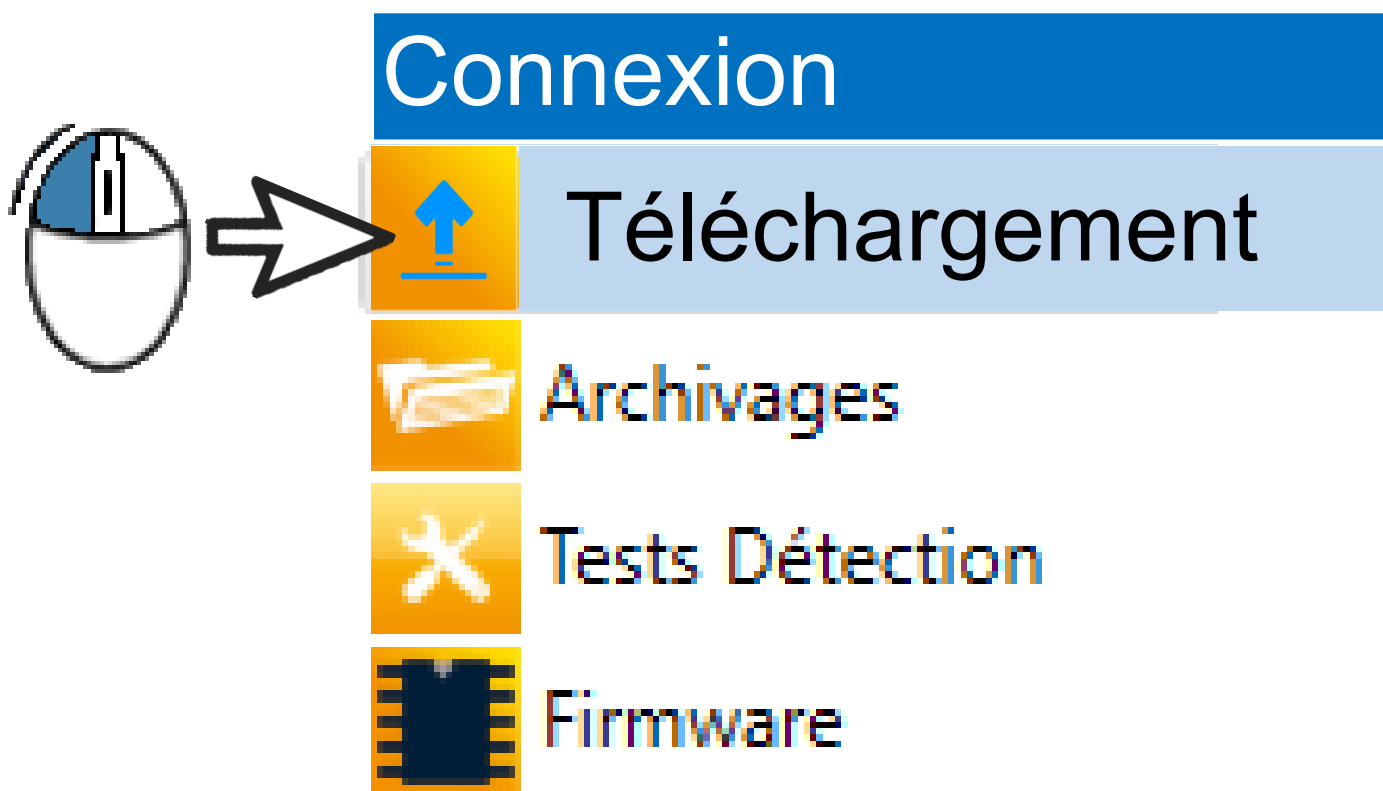 Connexion
Téléchargement
Archivages
Tests Détection
Firmware